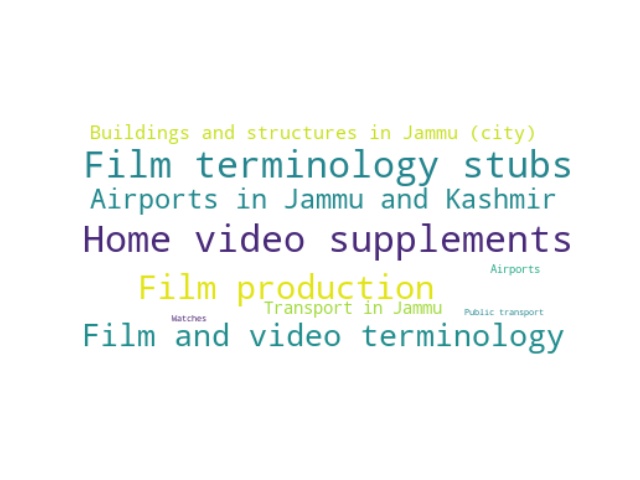 Buildings and structures in Jammu (city)
Film terminology stubs
Airports in Jammu and Kashmir
Home video supplements
Airports
Film production
Transport in Jammu
Public transport
Watches
Film and video terminology